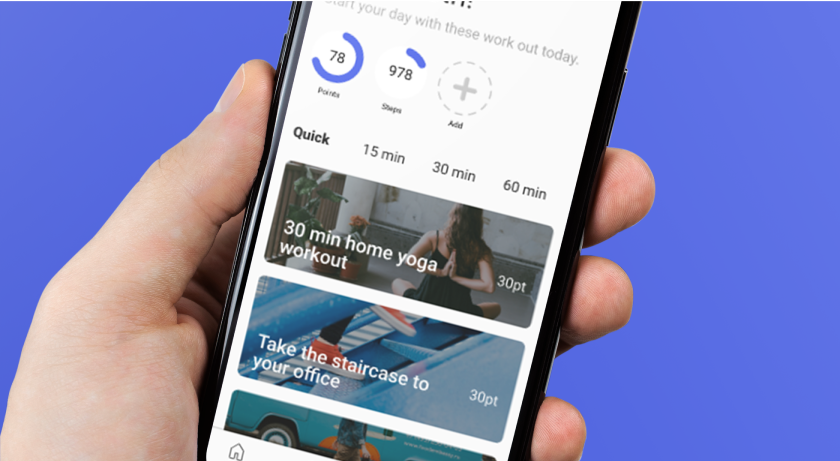 Start your day with these work out today.
78
Points
978
Steps
Add
Quick
15 min
30 min
60 min
30 min home yoga
workout
30pt
Take the staircase to
your office
30pt